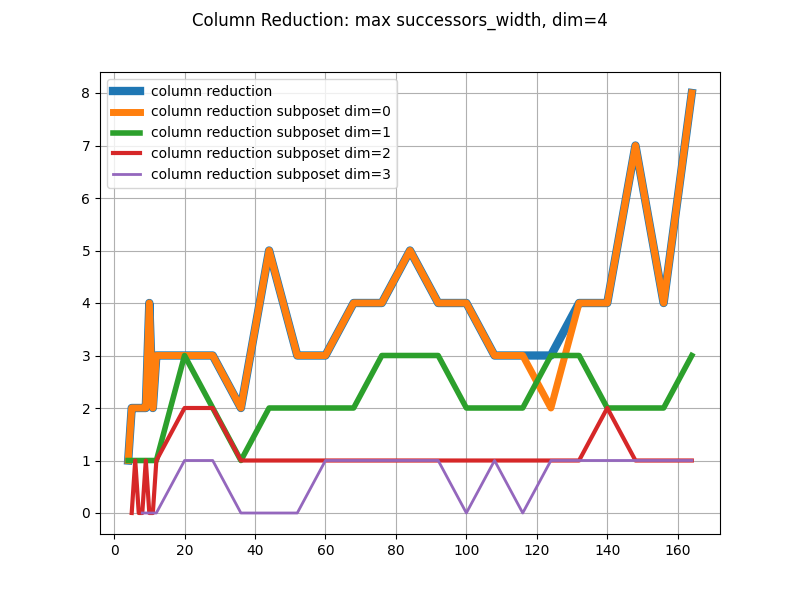 Column Reduction: max successors_width, dim=4
column reduction
column reduction subposet dim=0
column reduction subposet dim=1
column reduction subposet dim=2
column reduction subposet dim=3
8
7
6
5
4
3
2
1
0
0 20 40 60 80 100 120 140 160